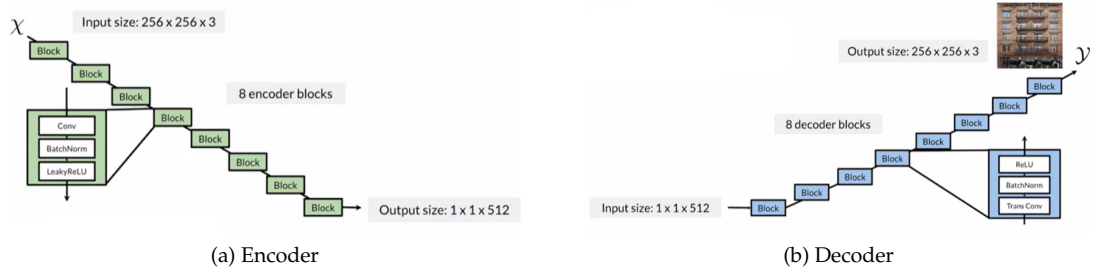 χ
Input size: 256 x 256 x 3
Block
Block
Block
8 encoder blocks
Block
Conv
BatchNorm
LeakyReLU
Block
Block
Block
Block
Output size: 1 x 1 x 512
(a) Encoder
Output size: 256 x 256 x 3
y
Block
Block
Block
8 decoder blocks
Block
Block
Block
Block
Block
Input size: 1 x 1 x 512
ReLU
BatchNorm
Trans Conv
(b) Decoder